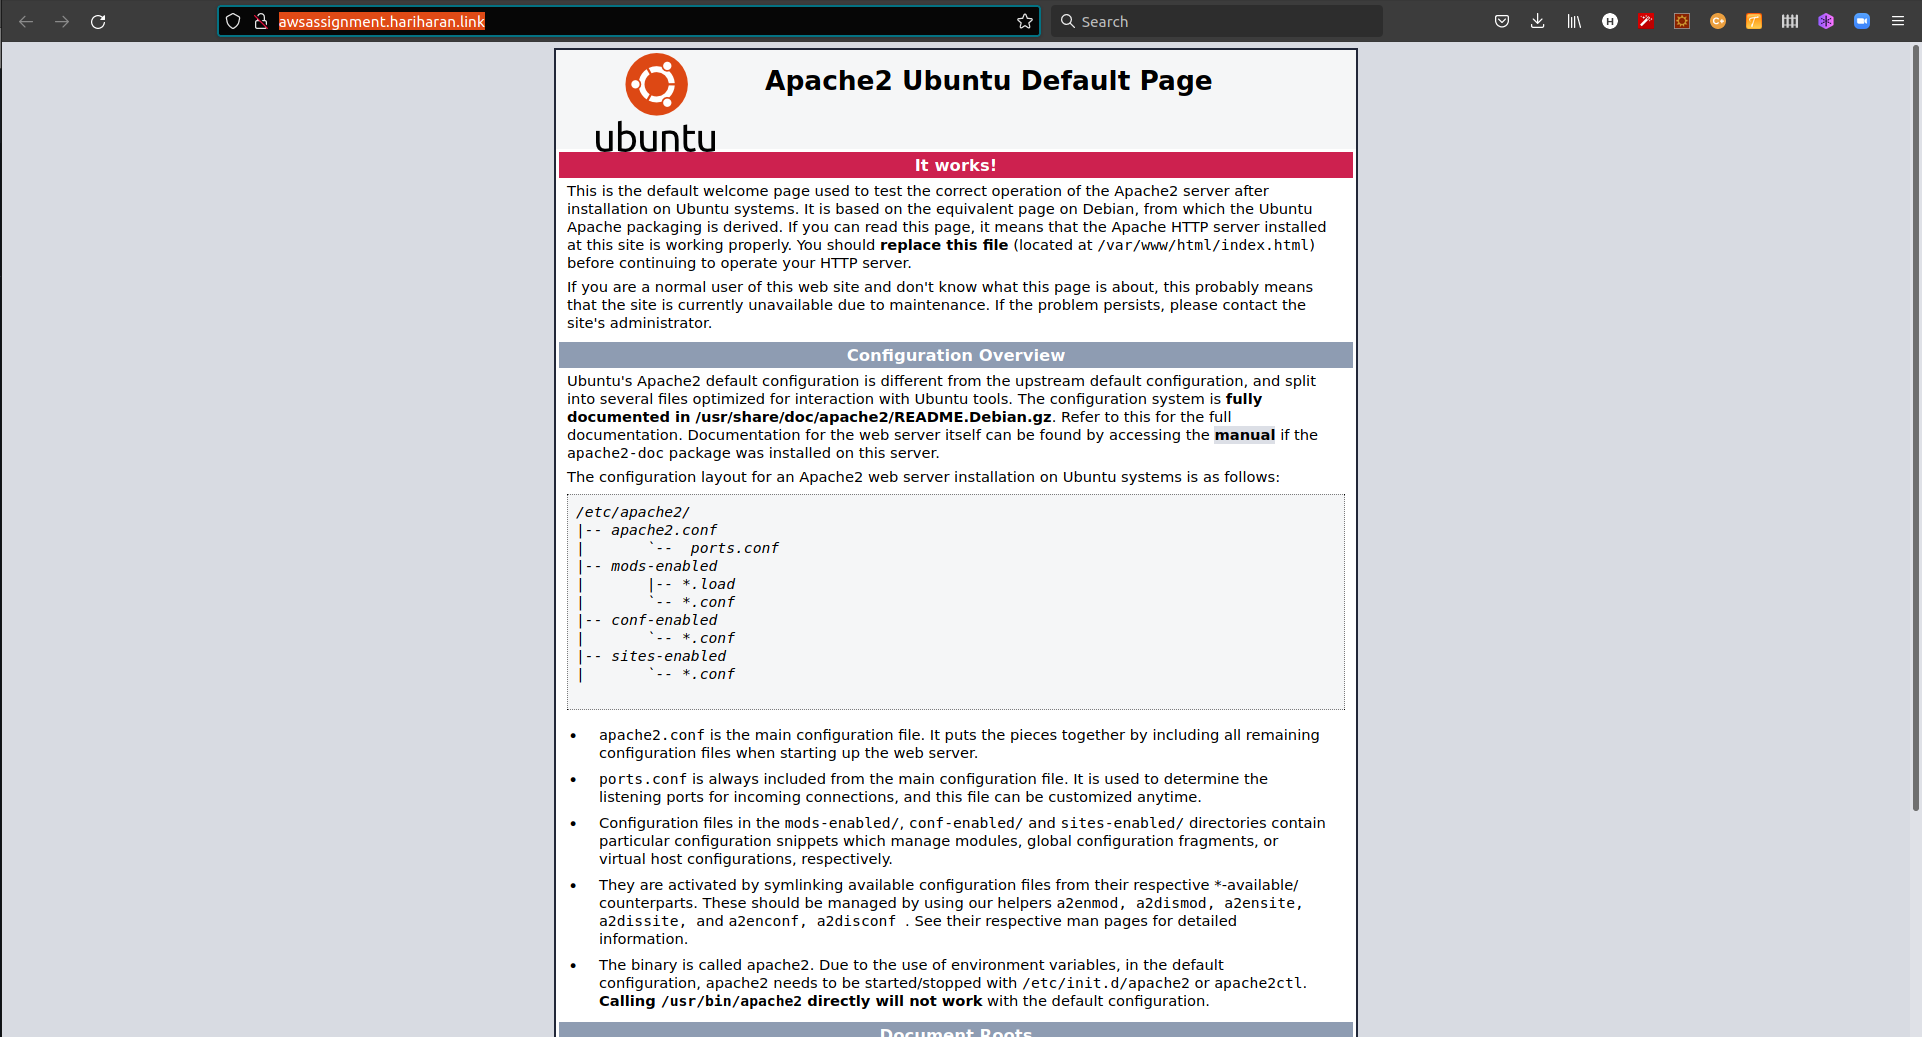 awsassignment.hariharan.link
Search
Apache2 Ubuntu Default Page
ubuntu
It works!
This is the default welcome page used to test the correct operation of the Apache2 server after
installation on Ubuntu systems. It is based on the equivalent page on Debian, from which the Ubuntu
Apache packaging is derived. If you can read this page, it means that the Apache HTTP server installed
at this site is working properly. You should replace this file (located at /var/www/html/index.html)
before continuing to operate your HTTP server.
If you are a normal user of this web site and don't know what this page is about, this probably means
that the site is currently unavailable due to maintenance. If the problem persists, please contact the
site's administrator.
Configuration Overview
Ubuntu's Apache2 default configuration is different from the upstream default configuration, and split
into several files optimized for interaction with Ubuntu tools. The configuration system is fully
documented in /usr/share/doc/apache2/README.Debian.gz. Refer to this for the full
documentation. Documentation for the web server itself can be found by accessing the manual if the
apache2-doc package was installed on this server.
The configuration layout for an Apache2 web server installation on Ubuntu systems is as follows:
/etc/apache2/
|-- apache2.conf
|       `--  ports.conf
|-- mods-enabled
|       |-- *.load
|       `-- *.conf
|-- conf-enabled
|       `-- *.conf
|-- sites-enabled
|       `-- *.conf
• apache2.conf is the main configuration file. It puts the pieces together by including all remaining
configuration files when starting up the web server.
• ports.conf is always included from the main configuration file. It is used to determine the
listening ports for incoming connections, and this file can be customized anytime.
• Configuration files in the mods-enabled/, conf-enabled/ and sites-enabled/ directories contain
particular configuration snippets which manage modules, global configuration fragments, or
virtual host configurations, respectively.
• They are activated by symlinking available configuration files from their respective *-available/
counterparts. These should be managed by using our helpers a2enmod, a2dismod, a2ensite,
a2dissite, and a2enconf, a2disconf . See their respective man pages for detailed
information.
• The binary is called apache2. Due to the use of environment variables, in the default
configuration, apache2 needs to be started/stopped with /etc/init.d/apache2 or apache2ctl.
Calling /usr/bin/apache2 directly will not work with the default configuration.
Document Roots